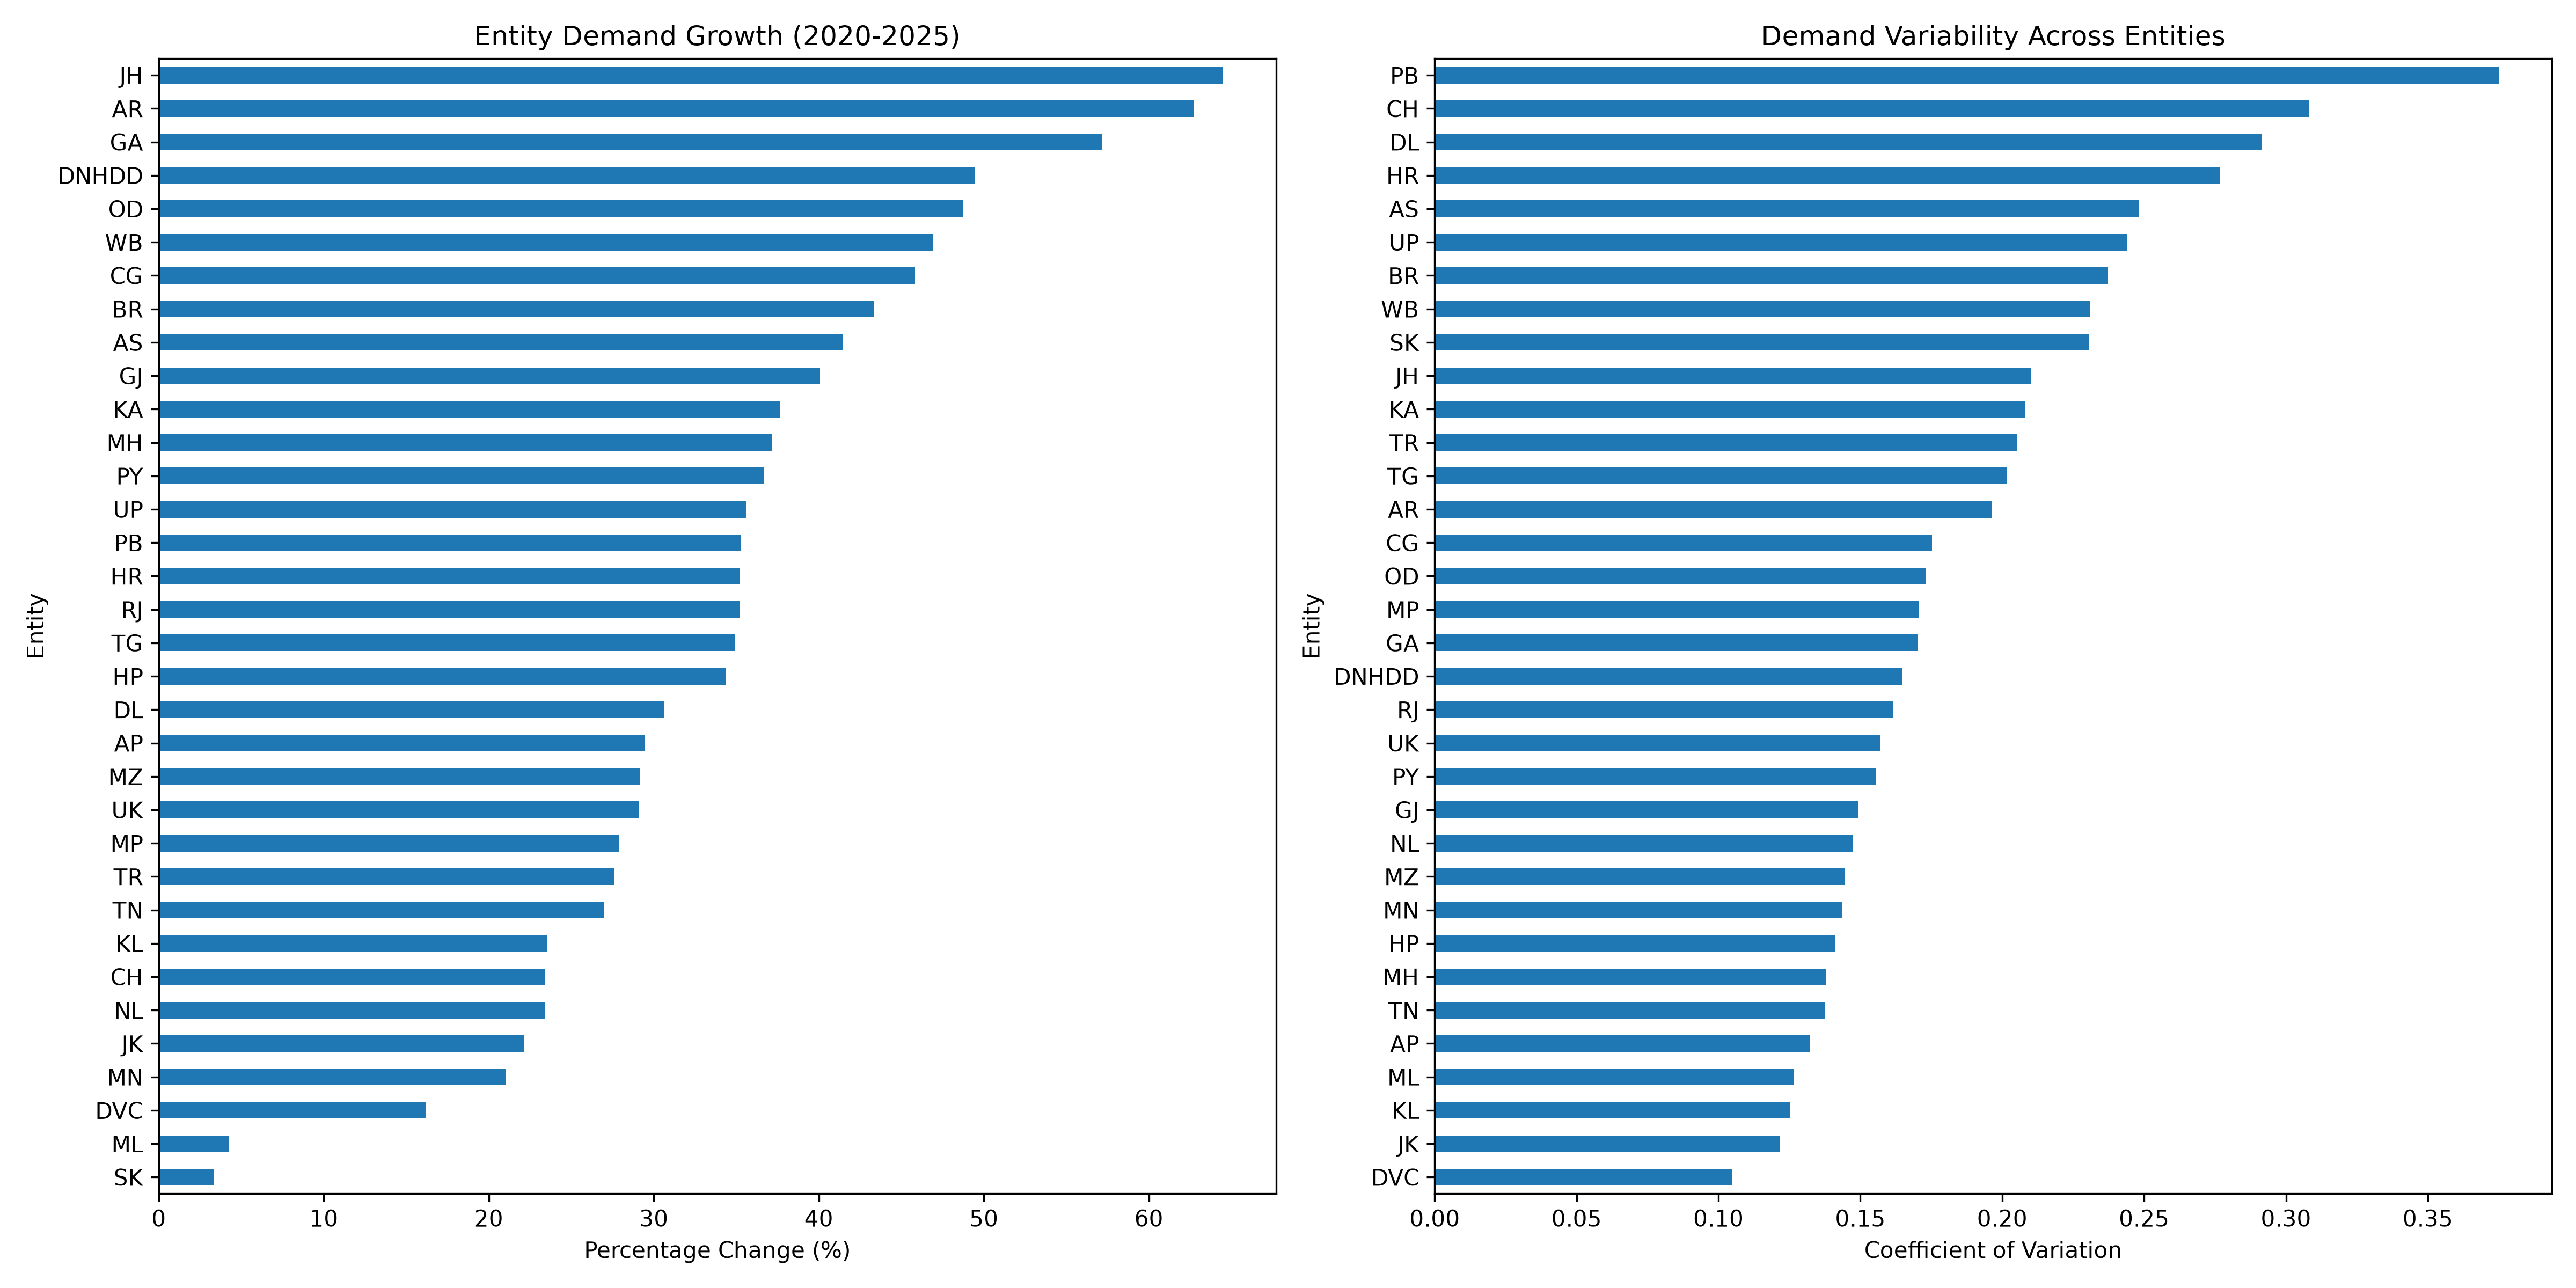 Entity Demand Growth (2020-2025)
JH
AR
GA
DNHDD
OD
WB
CG
BR
AS
GJ
KA
MH
PY
UP
PB
HR
RJ
TG
HP
DL
AP
MZ
UK
MP
TR
TN
KL
CH
NL
JK
MN
DVC
ML
SK
Entity
0 10 20 30 40 50 60
Percentage Change (%)
Demand Variability Across Entities
PB
CH
DL
HR
AS
UP
BR
WB
SK
JH
KA
TR
TG
AR
CG
OD
MP
GA
DNHDD
RJ
UK
PY
GJ
NL
MZ
MN
HP
MH
TN
AP
ML
KL
JK
DVC
Entity
0.00 0.05 0.10 0.15 0.20 0.25 0.30 0.35
Coefficient of Variation